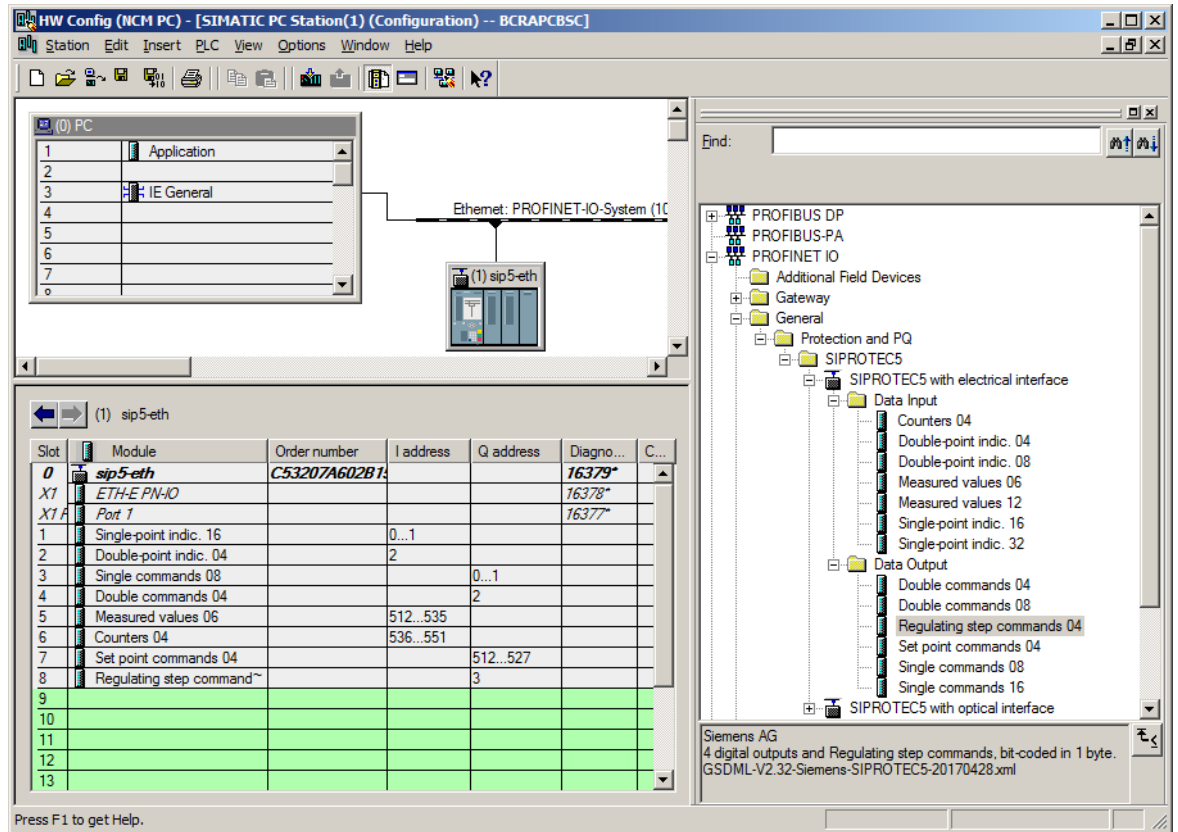 HW Config (NCM PC) - [SIMATIC PC Station(1) (Configuration) -- BCRAPCBSC]
Station Edit Insert PLC View Options Window Help
(0) PC
1 Application
2
3 IE General
4
5
6
7
Ethernet: PROFINET-IO-System (10
(1) sip5-eth
(1) sip5-eth
Slot Module Order number I address Q address Diagno... C...
0 sip5-eth C53207A602B15 16379*
X1 ETH-E PN-IO 16378*
X1 P Port 1 16377*
1 Single-point indic. 16 0...1
2 Double-point indic. 04 2
3 Single commands 08 0...1
4 Double commands 04 2
5 Measured values 06 512...535
6 Counters 04 536...551
7 Set point commands 04 512...527
8 Regulating step command~ 3
9
10
11
12
13
Find:
PROFIBUS DP
PROFIBUS-PA
PROFINET IO
Additional Field Devices
Gateway
General
Protection and PQ
SIPROTEC5
SIPROTEC5 with electrical interface
Data Input
Counters 04
Double-point indic. 04
Double-point indic. 08
Measured values 06
Measured values 12
Single-point indic. 16
Single-point indic. 32
Data Output
Double commands 04
Double commands 08
Regulating step commands 04
Set point commands 04
Single commands 08
Single commands 16
SIPROTEC5 with optical interface
Siemens AG
4 digital outputs and Regulating step commands, bit-coded in 1 byte.
GSDML-V2.32-Siemens-SIPROTEC5-20170428.xml
Press F1 to get Help.